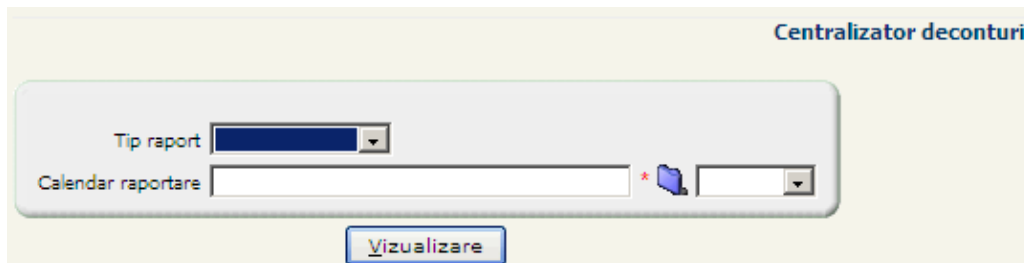 Centralizator deconturi
Tip raport
Calendar raportare *
Vizualizare